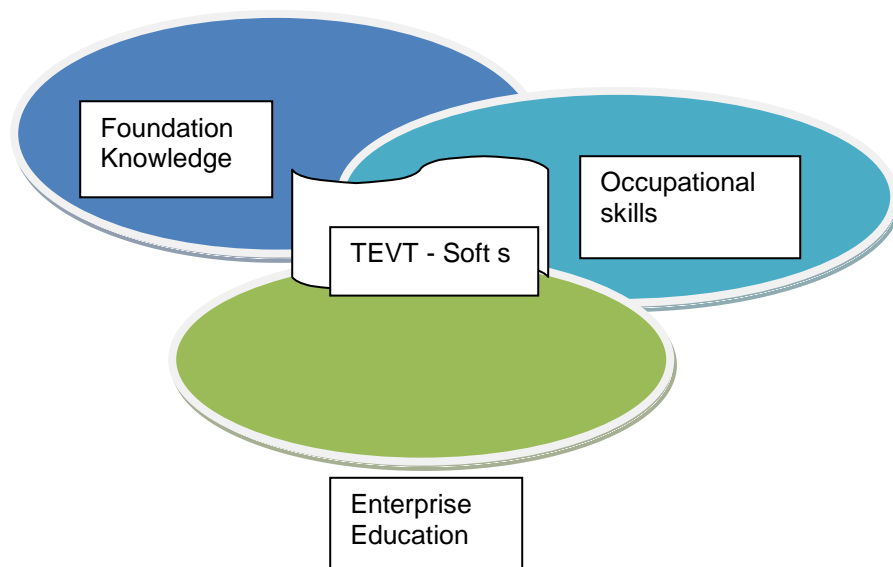 Foundation
Knowledge
Occupational
skills
TEVT - Soft s
Enterprise
Education